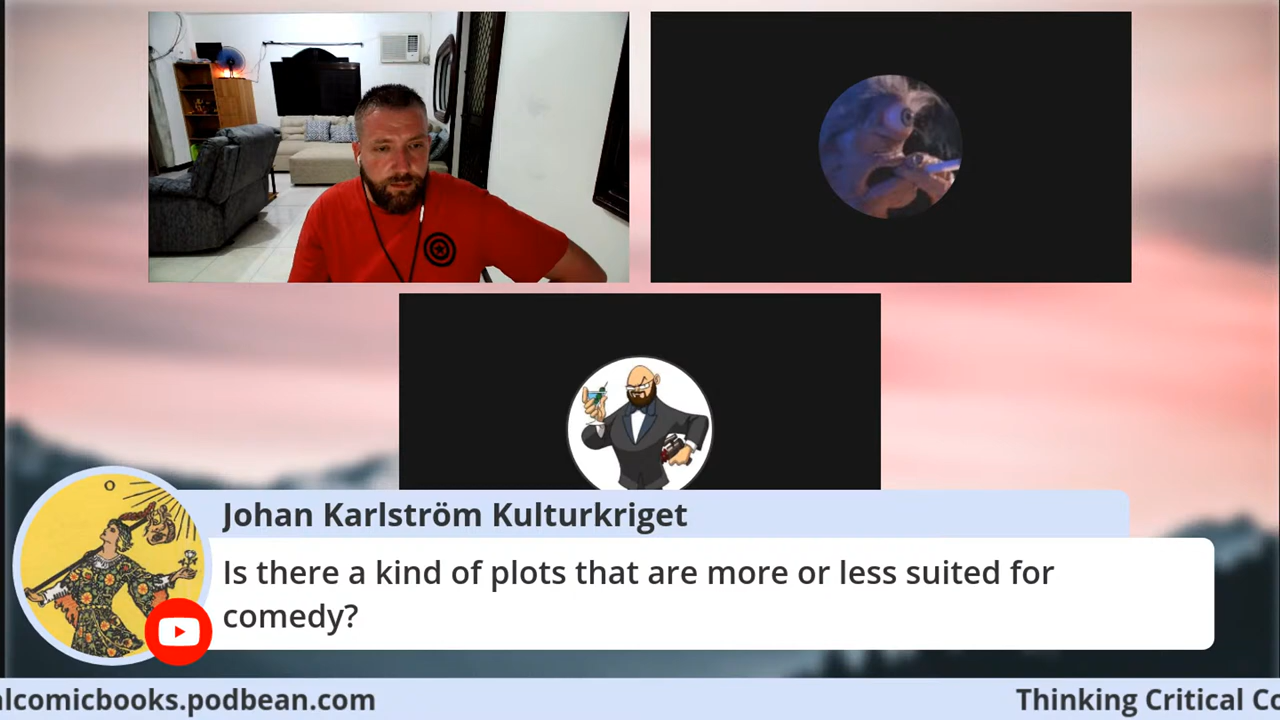 Johan Karlström Kulturkriget
Is there a kind of plots that are more or less suited for
comedy?
alcomicbooks.podbean.com
Thinking Critical Co